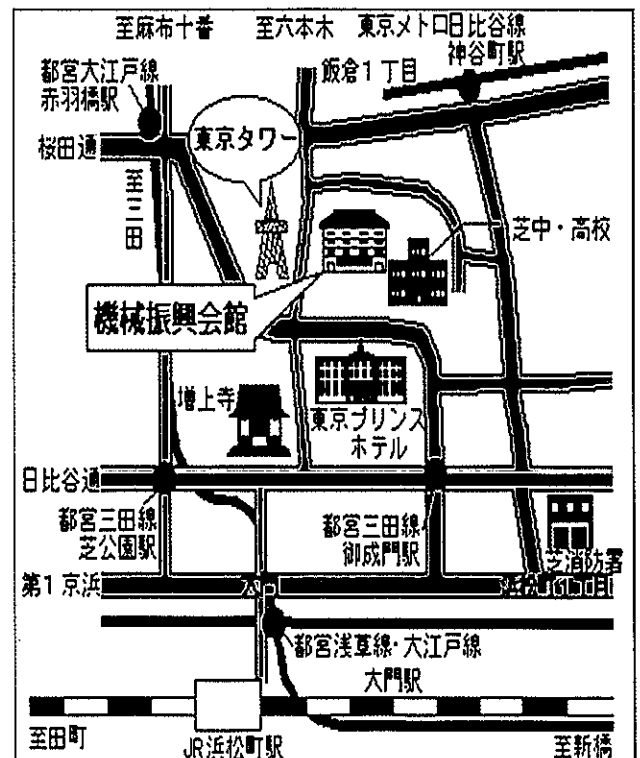 至麻布十番
至六本木
東京メトロ日比谷線
神谷町駅
都営大江戸線
赤羽橋駅
飯倉1丁目
桜田通
東京タワー
至三田
芝中・高校
機械振興会館
増上寺
東京プリンス
ホテル
日比谷通
都営三田線
芝公園駅
都営三田線
御成門駅
芝消防署
第1京浜
都営浅草線・大江戸線
大門駅
至田町
JR浜松町駅
至新橋